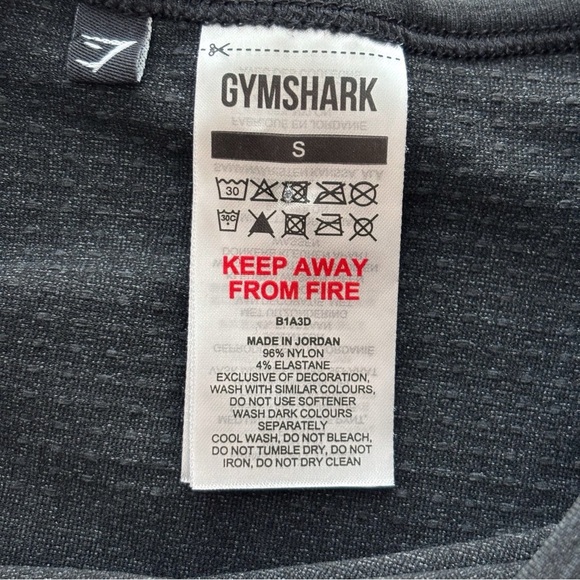 GYMSHARK
S
30
30C
KEEP AWAY
FROM FIRE
B1A3D
MADE IN JORDAN
96% NYLON
4% ELASTANE
EXCLUSIVE OF DECORATION,
WASH WITH SIMILAR COLOURS,
DO NOT USE SOFTENER
WASH DARK COLOURS
SEPARATELY
COOL WASH, DO NOT BLEACH,
DO NOT TUMBLE DRY, DO NOT
IRON, DO NOT DRY CLEAN